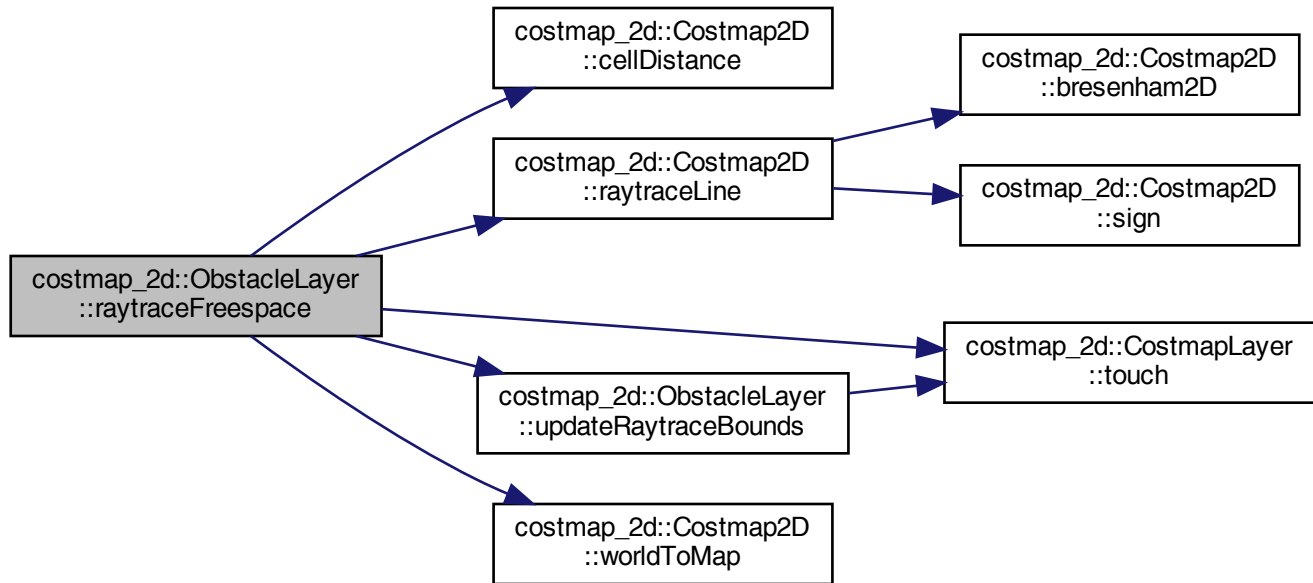 costmap_2d::Costmap2D
::cellDistance
costmap_2d::Costmap2D
::bresenham2D
costmap_2d::Costmap2D
::raytraceLine
costmap_2d::Costmap2D
::sign
costmap_2d::ObstacleLayer
::raytraceFreespace
costmap_2d::CostmapLayer
::touch
costmap_2d::ObstacleLayer
::updateRaytraceBounds
costmap_2d::Costmap2D
::worldToMap